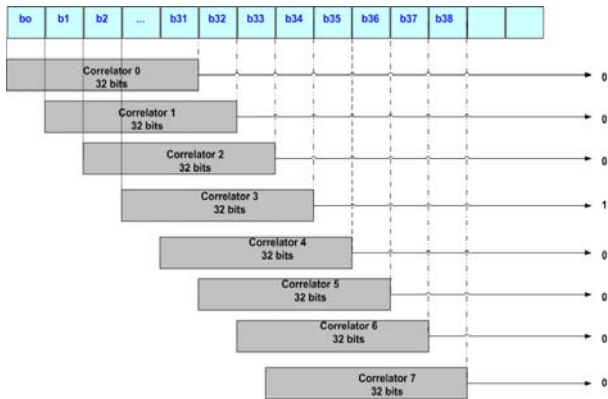 bo b1 b2 ... b31 b32 b33 b34 b35 b36 b37 b38
Correlator 0
32 bits
0
Correlator 1
32 bits
0
Correlator 2
32 bits
0
Correlator 3
32 bits
1
Correlator 4
32 bits
0
Correlator 5
32 bits
0
Correlator 6
32 bits
0
Correlator 7
32 bits
0